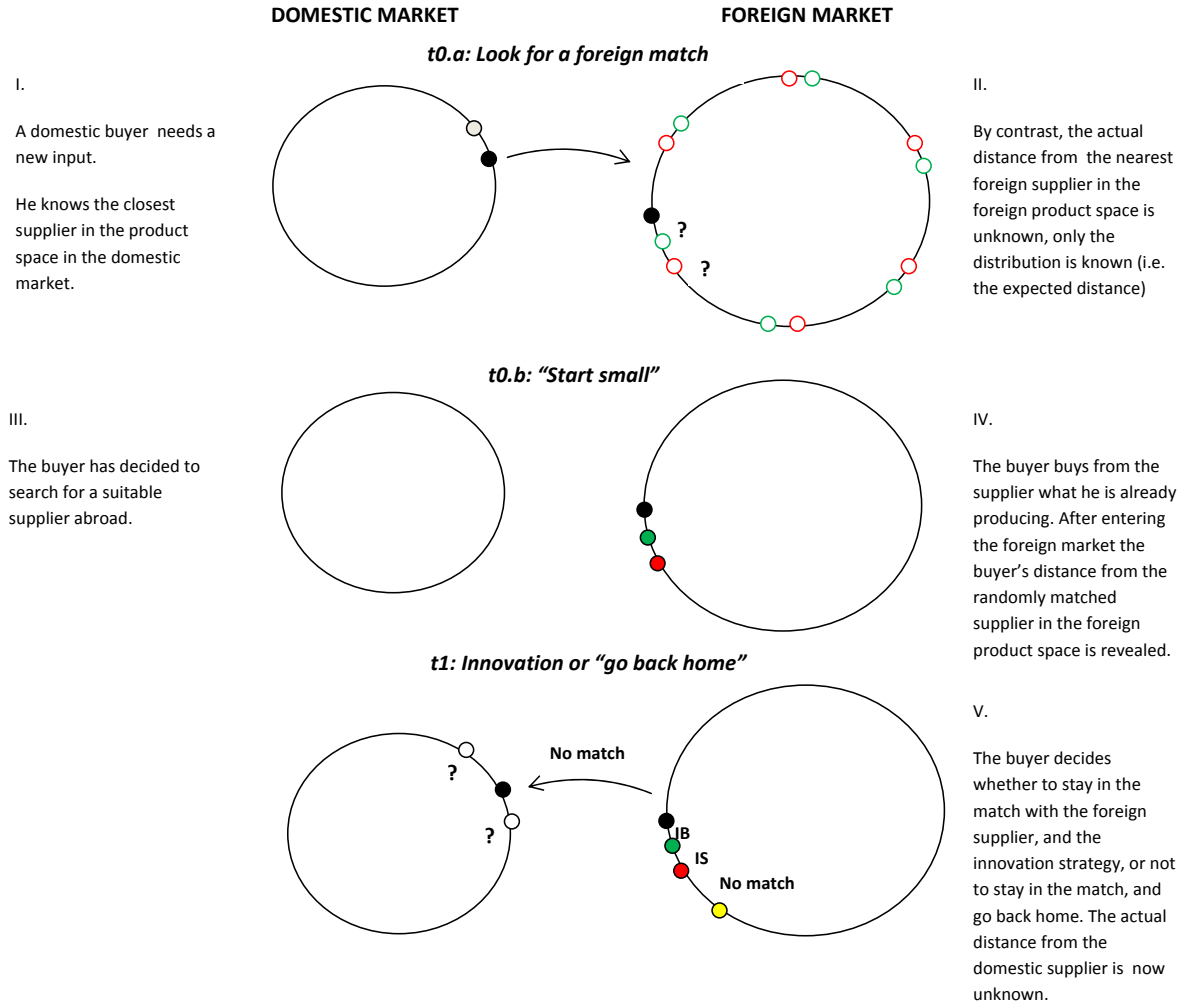 DOMESTIC MARKET
FOREIGN MARKET
t0.a: Look for a foreign match
I.
A domestic buyer needs a
new input.
He knows the closest
supplier in the product
space in the domestic
market.
?
?
II.
By contrast, the actual
distance from the nearest
foreign supplier in the
foreign product space is
unknown, only the
distribution is known (i.e.
the expected distance)
t0.b: “Start small”
III.
The buyer has decided to
search for a suitable
supplier abroad.
IV.
The buyer buys from the
supplier what he is already
producing. After entering
the foreign market the
buyer’s distance from the
randomly matched
supplier in the foreign
product space is revealed.
t1: Innovation or “go back home”
?
?
No match
IB
IS
No match
V.
The buyer decides
whether to stay in the
match with the foreign
supplier, and the
innovation strategy, or not
to stay in the match, and
go back home. The actual
distance from the
domestic supplier is now
unknown.